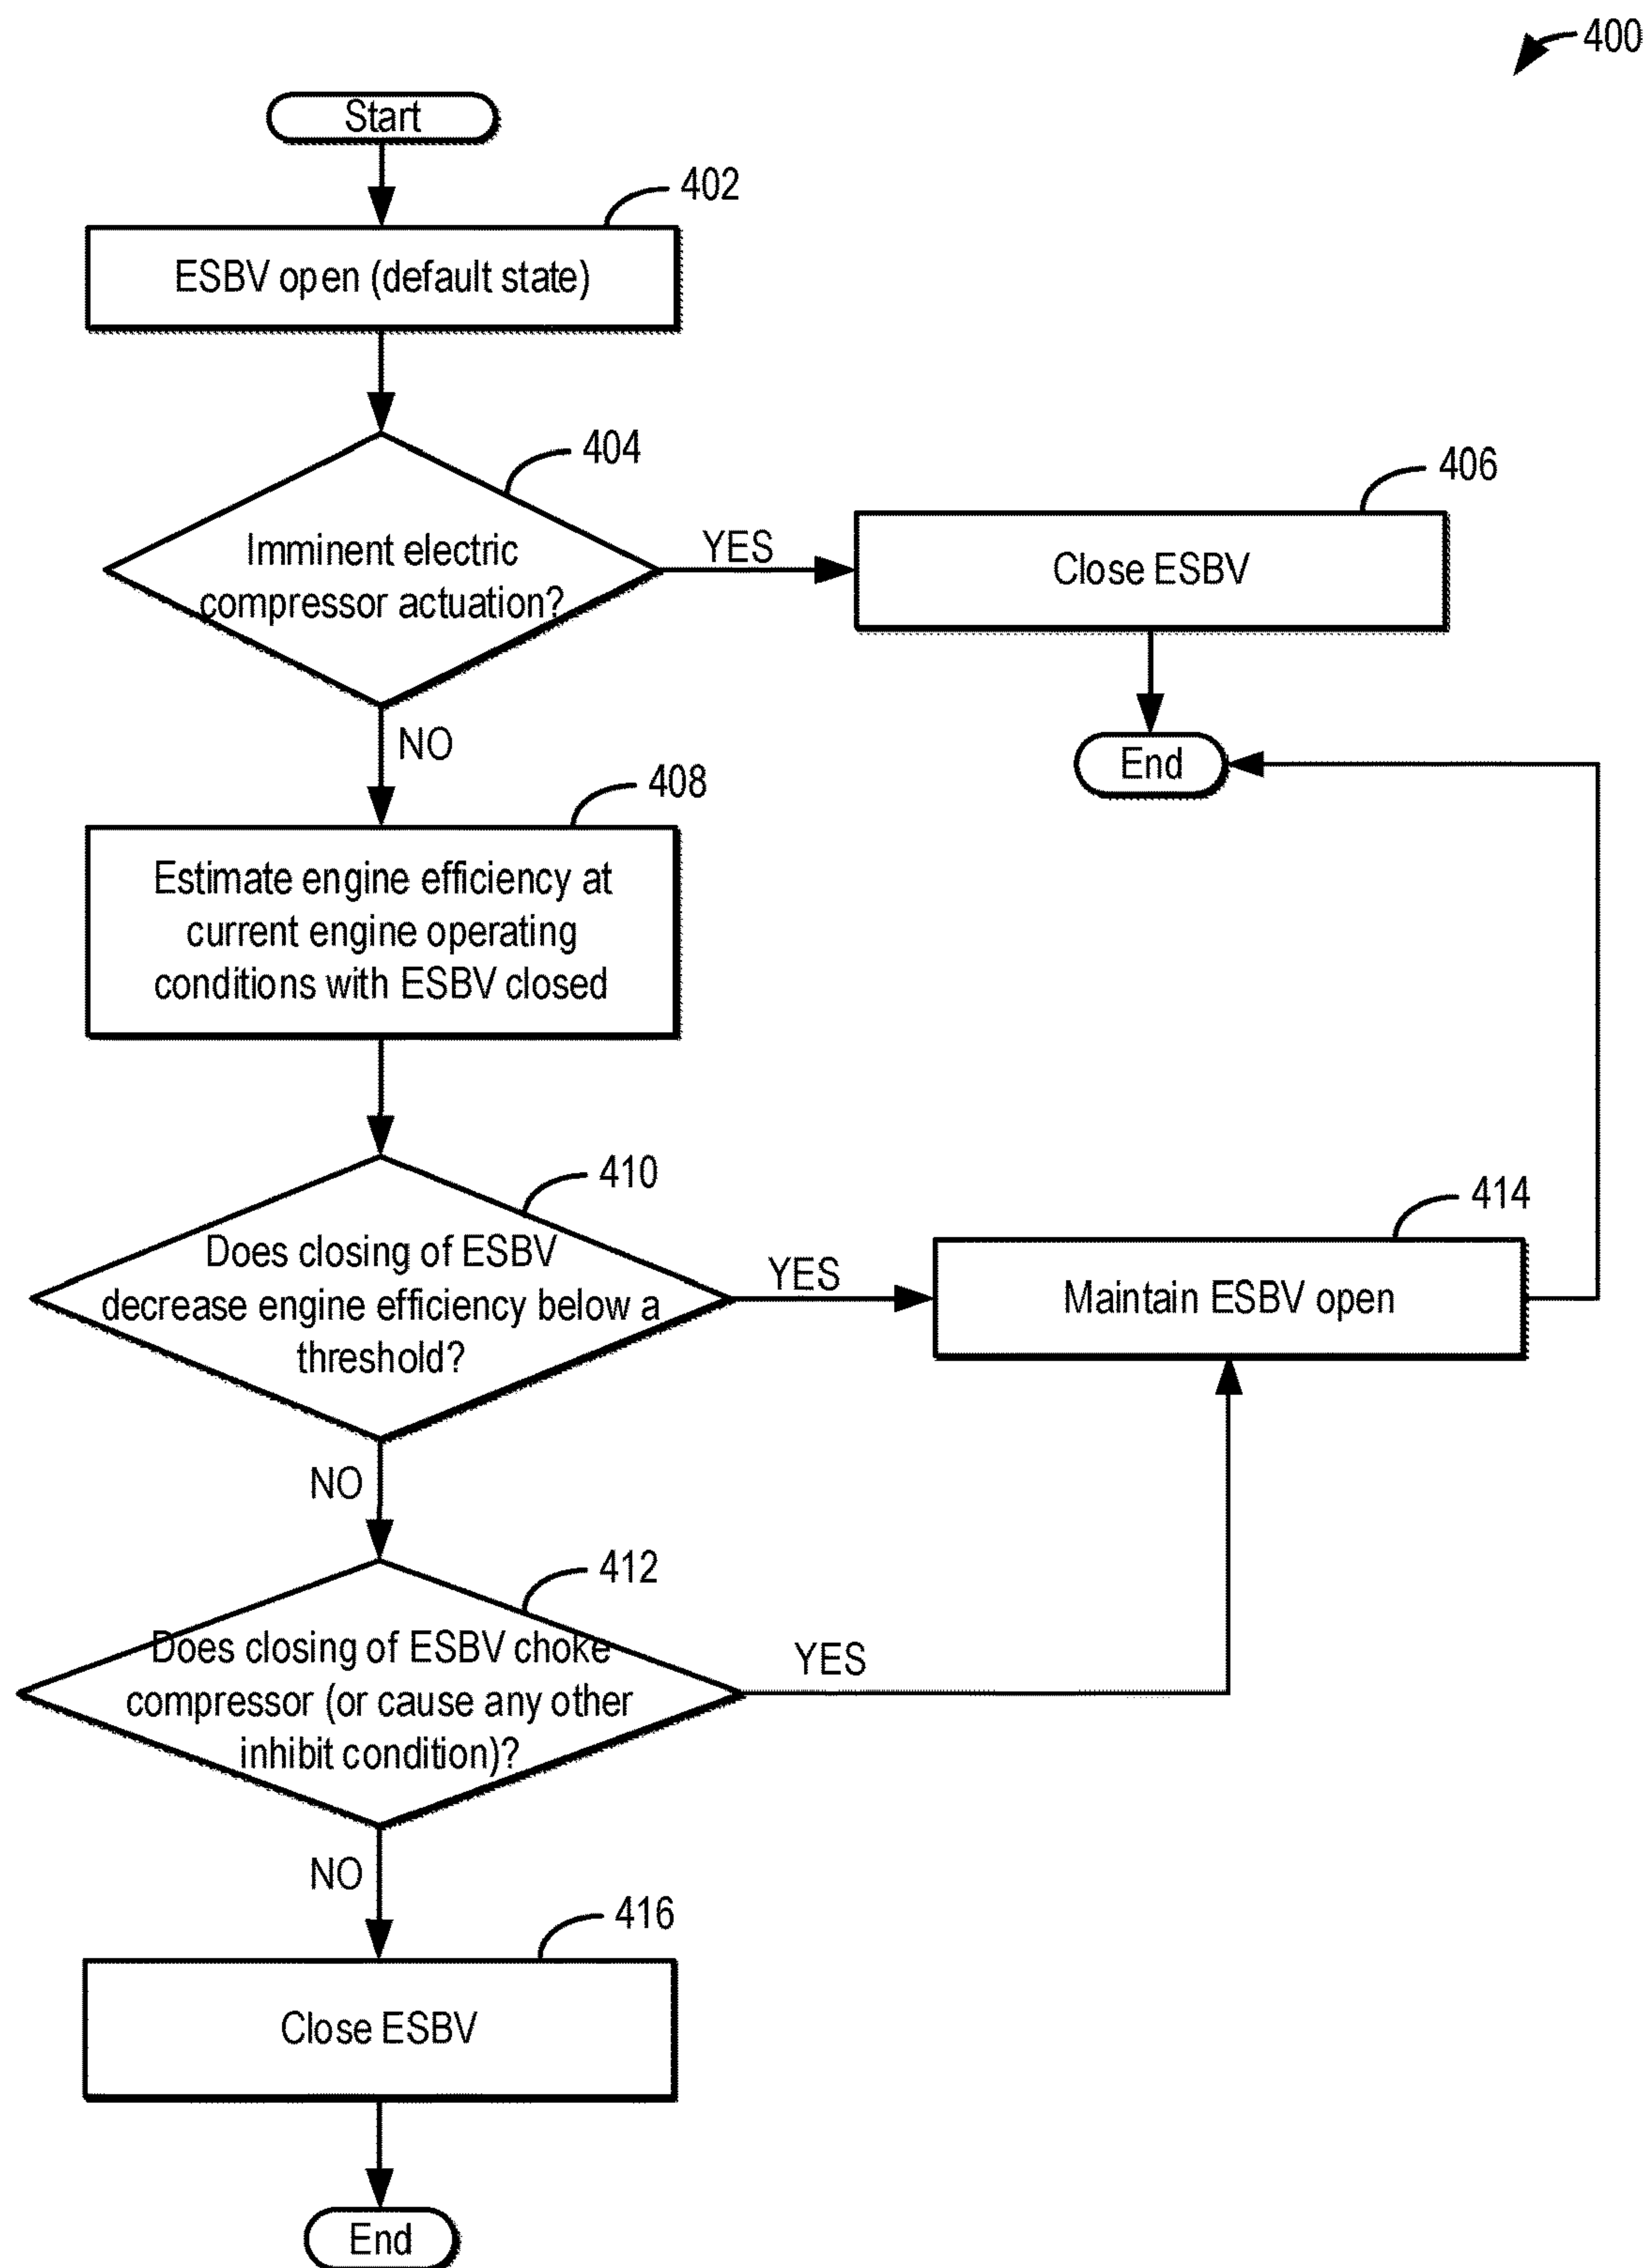 400
Start
402
ESBV open (default state)
404
Imminent electric
compressor actuation?
YES
406
Close ESBV
End
NO
408
Estimate engine efficiency at
current engine operating
conditions with ESBV closed
410
Does closing of ESBV
decrease engine efficiency below a
threshold?
YES
414
Maintain ESBV open
NO
412
Does closing of ESBV choke
compressor (or cause any other
inhibit condition)?
YES
NO
416
Close ESBV
End